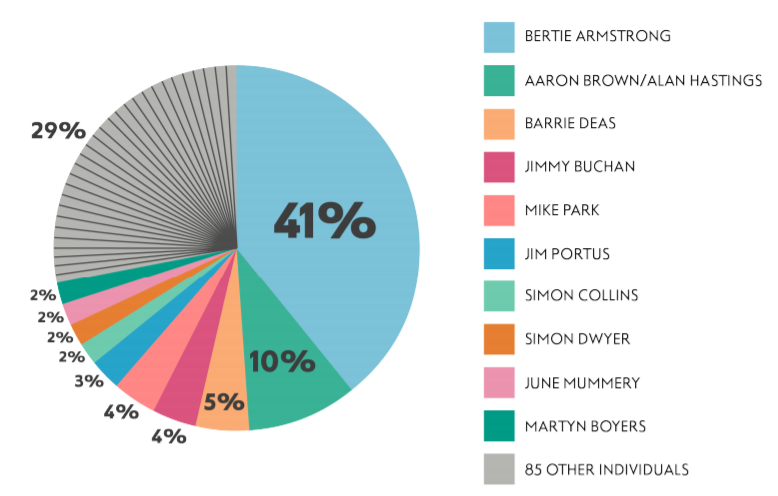 BERTIE ARMSTRONG
AARON BROWN/ALAN HASTINGS
BARRIE DEAS
JIMMY BUCHAN
MIKE PARK
JIM PORTUS
SIMON COLLINS
SIMON DWYER
JUNE MUMMERY
MARTYN BOYERS
85 OTHER INDIVIDUALS
41%
10%
5%
4%
4%
3%
2%
2%
2%
2%
29%